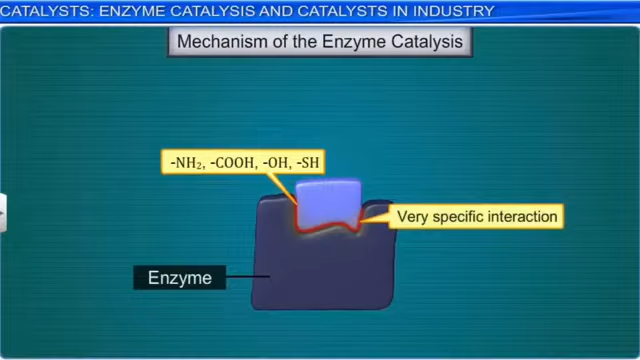 CATALYSTS: ENZYME CATALYSIS AND CATALYSTS IN INDUSTRY
Mechanism of the Enzyme Catalysis
-NH₂, -COOH, -OH, -SH
Very specific interaction
Enzyme